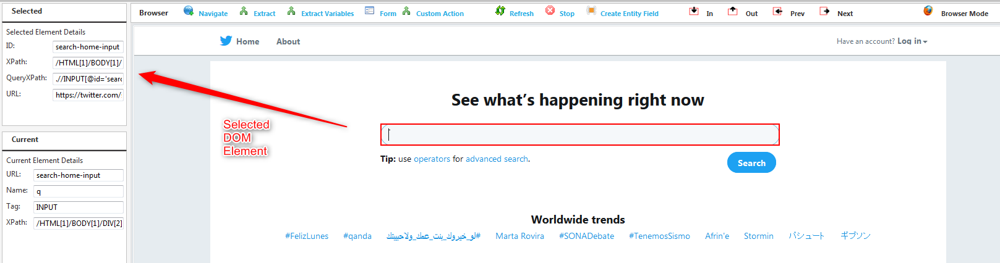 Selected
Selected Element Details
ID: search-home-input
XPath: /HTML[1]/BODY[1]/
QueryXPath: .//INPUT[@id='searc
URL: https://twitter.com/
Current
Current Element Details
URL: search-home-input
Name: q
Tag: INPUT
XPath: /HTML[1]/BODY[1]/DIV[2]
Browser Navigate Extract Extract Variables Form Custom Action Refresh Stop Create Entity Field In Out Prev Next Browser Mode
Home About Have an account? Log in
See what's happening right now
Selected
DOM
Element
Tip: use operators for advanced search.
Search
Worldwide trends
#FelizLunes #qanda #لو_خيروك_بنت_عمك_ولاحبيبتك Marta Rovira #SONADebate #TenemosSismo Afrin'e Stormin パシュート ギブソン